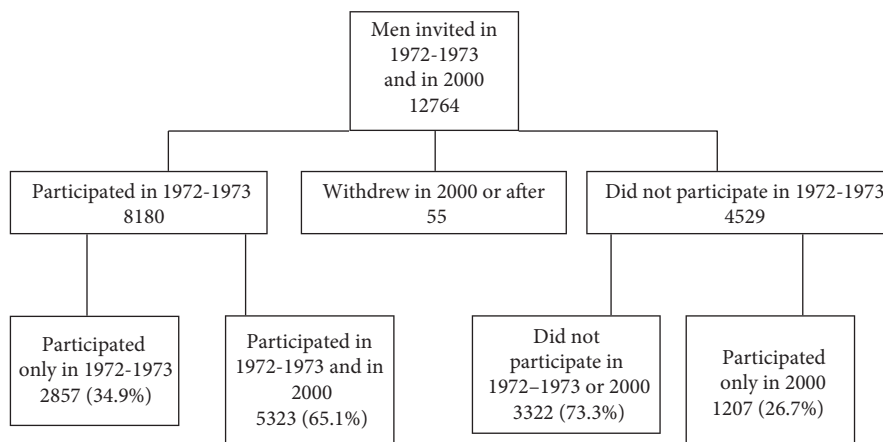 Men invited in
1972-1973
and in 2000
12764
Participated in 1972-1973
8180
Withdrew in 2000 or after
55
Did not participate in 1972-1973
4529
Participated
only in 1972-1973
2857 (34.9%)
Participated in
1972-1973 and in
2000
5323 (65.1%)
Did not
participate in
1972–1973 or 2000
3322 (73.3%)
Participated
only in 2000
1207 (26.7%)